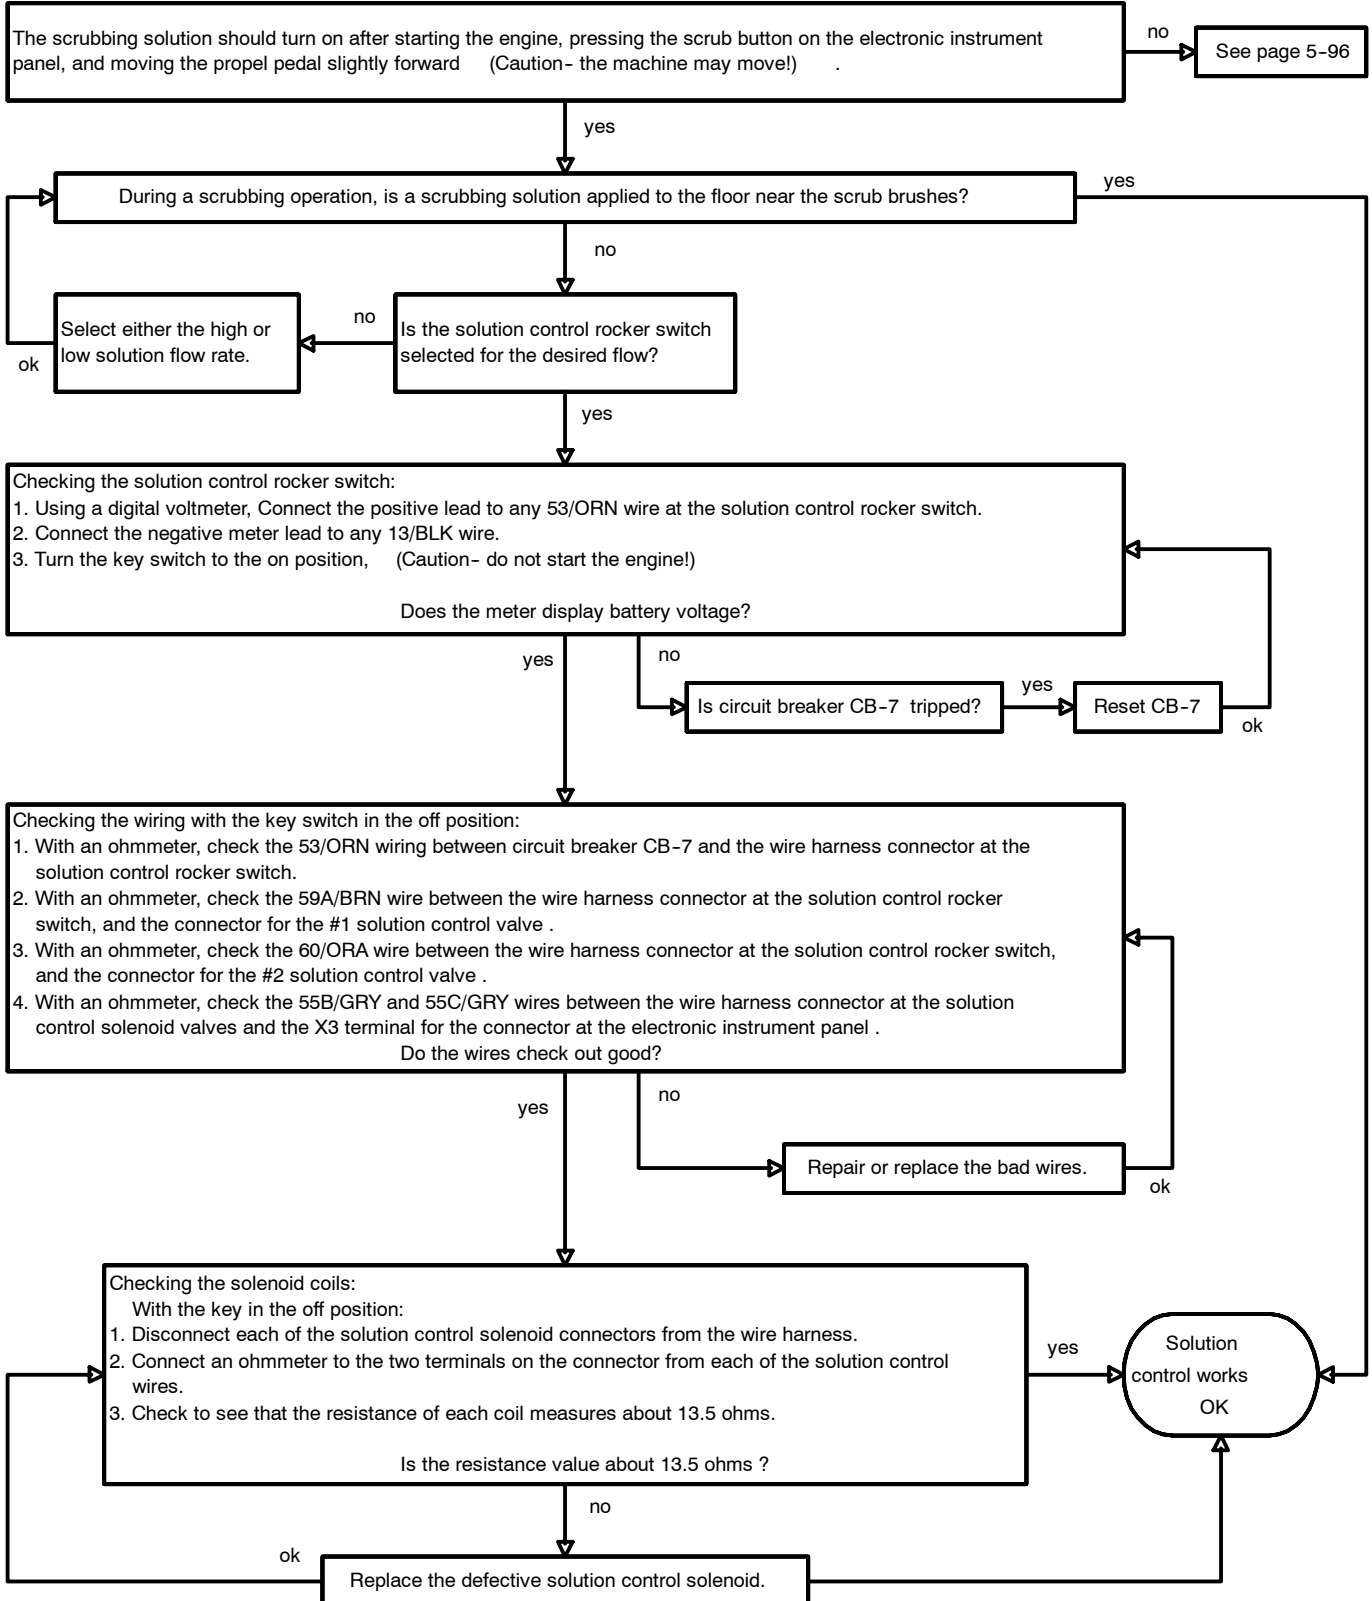 The scrubbing solution should turn on after starting the engine, pressing the scrub button on the electronic instrument
panel, and moving the propel pedal slightly forward (Caution- the machine may move!) .
no
See page 5-96
yes
During a scrubbing operation, is a scrubbing solution applied to the floor near the scrub brushes?
yes
no
Select either the high or
low solution flow rate.
ok
no
Is the solution control rocker switch
selected for the desired flow?
yes
Checking the solution control rocker switch:
1. Using a digital voltmeter, Connect the positive lead to any 53/ORN wire at the solution control rocker switch.
2. Connect the negative meter lead to any 13/BLK wire.
3. Turn the key switch to the on position, (Caution- do not start the engine!)
Does the meter display battery voltage?
yes
no
Is circuit breaker CB-7 tripped?
yes
Reset CB-7
ok
Checking the wiring with the key switch in the off position:
1. With an ohmmeter, check the 53/ORN wiring between circuit breaker CB-7 and the wire harness connector at the
solution control rocker switch.
2. With an ohmmeter, check the 59A/BRN wire between the wire harness connector at the solution control rocker
switch, and the connector for the #1 solution control valve .
3. With an ohmmeter, check the 60/ORA wire between the wire harness connector at the solution control rocker switch,
and the connector for the #2 solution control valve .
4. With an ohmmeter, check the 55B/GRY and 55C/GRY wires between the wire harness connector at the solution
control solenoid valves and the X3 terminal for the connector at the electronic instrument panel .
Do the wires check out good?
yes
no
Repair or replace the bad wires.
ok
Checking the solenoid coils:
With the key in the off position:
1. Disconnect each of the solution control solenoid connectors from the wire harness.
2. Connect an ohmmeter to the two terminals on the connector from each of the solution control
wires.
3. Check to see that the resistance of each coil measures about 13.5 ohms.
Is the resistance value about 13.5 ohms ?
yes
Solution
control works
OK
no
ok
Replace the defective solution control solenoid.